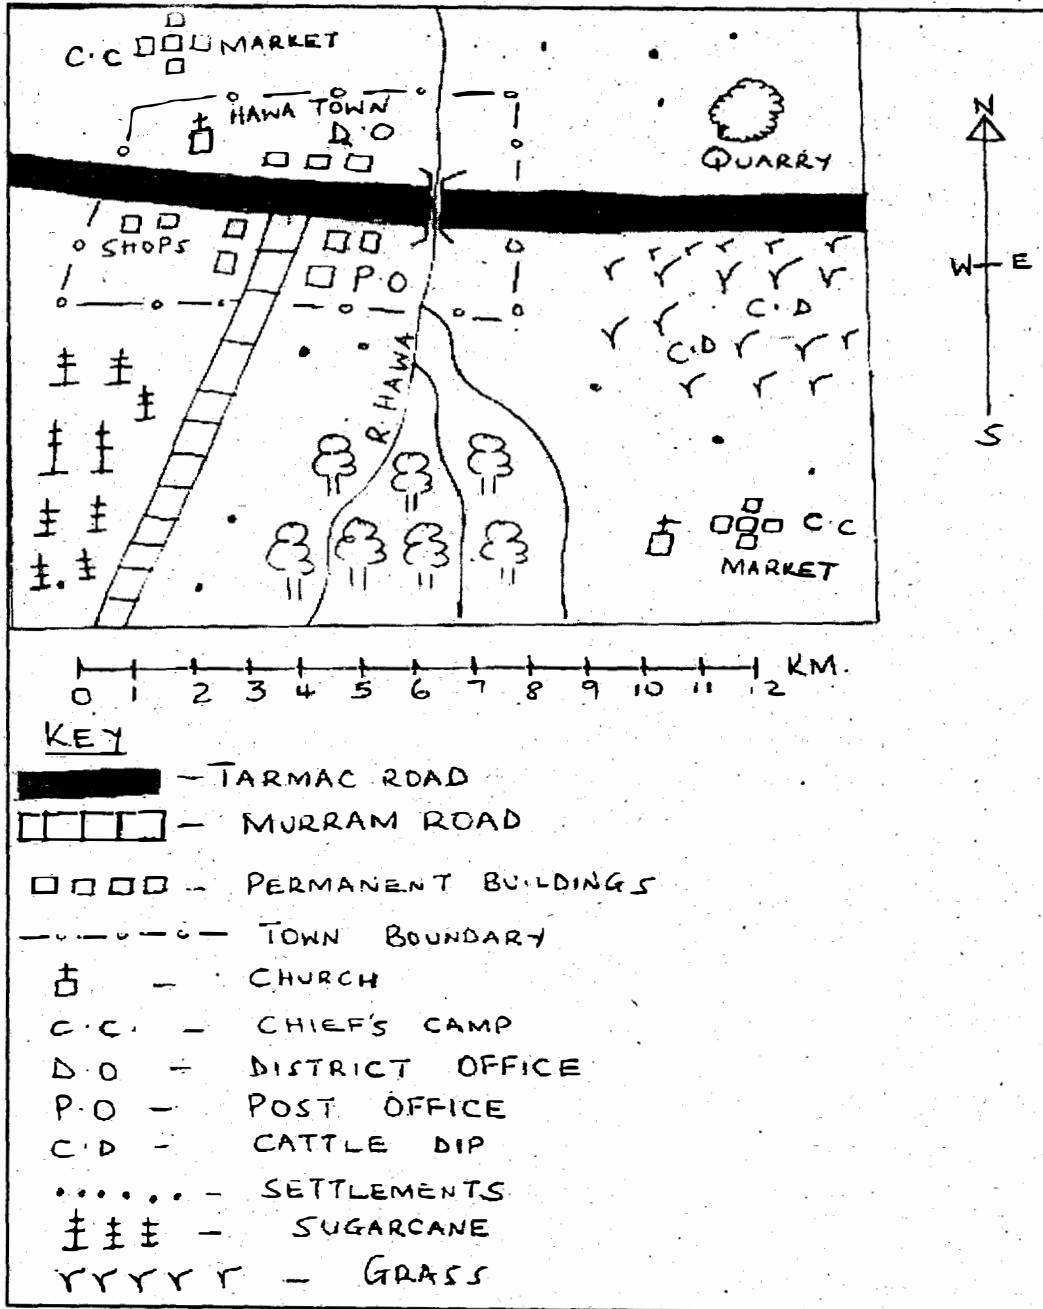 C.C MARKET
HAWA TOWN
D.O
QUARRY
N
W E
S
SHOPS
P.O
C.D
C.D
R HAWA
C.C
MARKET
0 1 2 3 4 5 6 7 8 9 10 11 12 KM.
KEY
- TARMAC ROAD
- MURRAM ROAD
- PERMANENT BUILDINGS
- TOWN BOUNDARY
- CHURCH
C.C. - CHIEF'S CAMP
D.O - DISTRICT OFFICE
P.O - POST OFFICE
C.D - CATTLE DIP
- SETTLEMENTS
- SUGARCANE
- GRASS